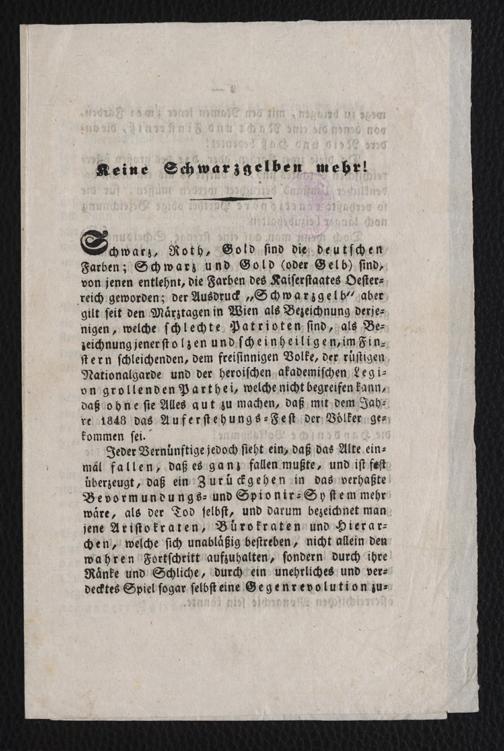 Keine Schwarzgelben mehr!
Schwarz, Roth, Gold sind die deutschen
Farben; Schwarz und Gold (oder Gelb) sind,
von jenen entlehnt, die Farben des Kaiserstaates Oester-
reich geworden; der Ausdruck „Schwarzgelb“ aber
gilt seit den Märztagen in Wien als Bezeichnung derje-
nigen, welche schlechte Patrioten sind, als Be-
zeichnung jener stolzen und scheinheiligen, im Fin-
stern schleichenden, dem freisinnigen Volke, der rüstigen
Nationalgarde und der heroischen akademischen Legi-
on grollenden Parthei, welche nicht begreifen kann,
daß ohne sie Alles gut zu machen, daß mit dem Jah-
re 1848 das Auferstehungs-Fest der Völker ge-
kommen sei.
Jeder Vernünftige jedoch sieht ein, daß das Alte ein-
mal fallen, daß es ganz fallen mußte, und ist fest
überzeugt, daß ein Zurückgehen in das verhaßte
Bevormundungs- und Spionir-System mehr
wäre, als der Tod selbst, und darum bezeichnet man
jene Aristokraten, Bürokraten und Hierar-
chen, welche sich unabläßig bestreben, nicht allein den
wahren Fortschritt aufzuhalten, sondern durch ihre
Ränke und Schliche, durch ein unehrliches und ver-
decktes Spiel sogar selbst eine Gegenrevolution zu-